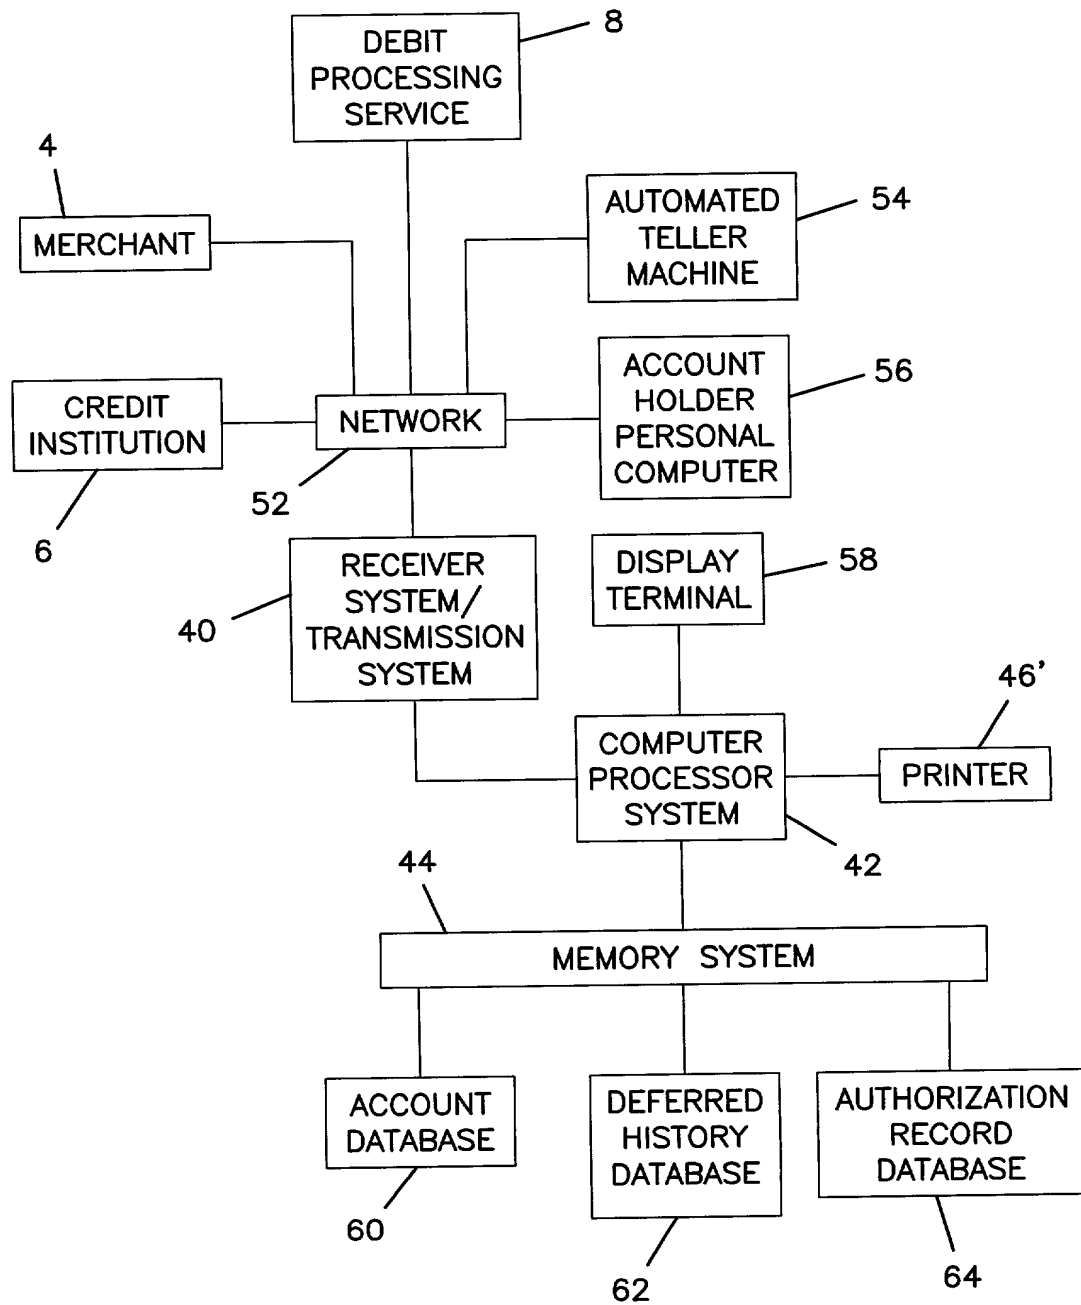 DEBIT
PROCESSING
SERVICE
8
4
MERCHANT
AUTOMATED
TELLER
MACHINE
54
CREDIT
INSTITUTION
6
NETWORK
52
ACCOUNT
HOLDER
PERSONAL
COMPUTER
56
RECEIVER
SYSTEM/
TRANSMISSION
SYSTEM
40
DISPLAY
TERMINAL
58
COMPUTER
PROCESSOR
SYSTEM
42
46'
PRINTER
44
MEMORY SYSTEM
ACCOUNT
DATABASE
60
DEFERRED
HISTORY
DATABASE
62
AUTHORIZATION
RECORD
DATABASE
64